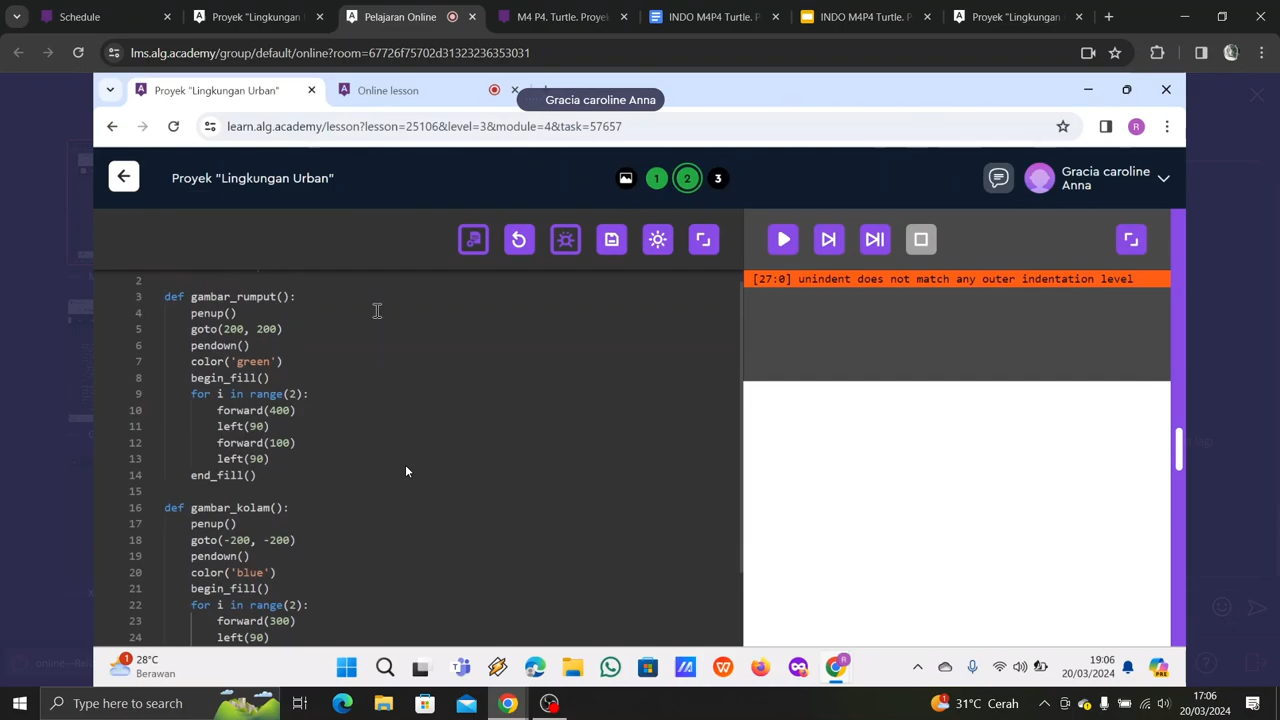 Schedule
Proyek "Lingkungan Urban"
Pelajaran Online
M4 P4. Turtle. Proye
INDO M4P4 Turtle. P
INDO M4P4 Turtle. P
Proyek "Lingkungan
lms.alg.academy/group/default/online?room=67726f75702d31323236353031
Proyek "Lingkungan Urban"
Online lesson
Gracia caroline Anna
learn.alg.academy/lesson?lesson=25106&level=3&module=4&task=57657
R
Proyek "Lingkungan Urban"
1
2
3
Gracia caroline
Anna
[27:0] unindent does not match any outer indentation level
2
3 def gambar_rumput():
4 penup()
5 goto(200, 200)
6 pendown()
7 color('green')
8 begin_fill()
9 for i in range(2):
10 forward(400)
11 left(90)
12 forward(100)
13 left(90)
14 end_fill()
15
16 def gambar_kolam():
17 penup()
18 goto(-200, -200)
19 pendown()
20 color('blue')
21 begin_fill()
22 for i in range(2):
23 forward(300)
24 left(90)
28°C
Berawan
19:06
20/03/2024
Type here to search
31°C Cerah
17:06
20/03/2024